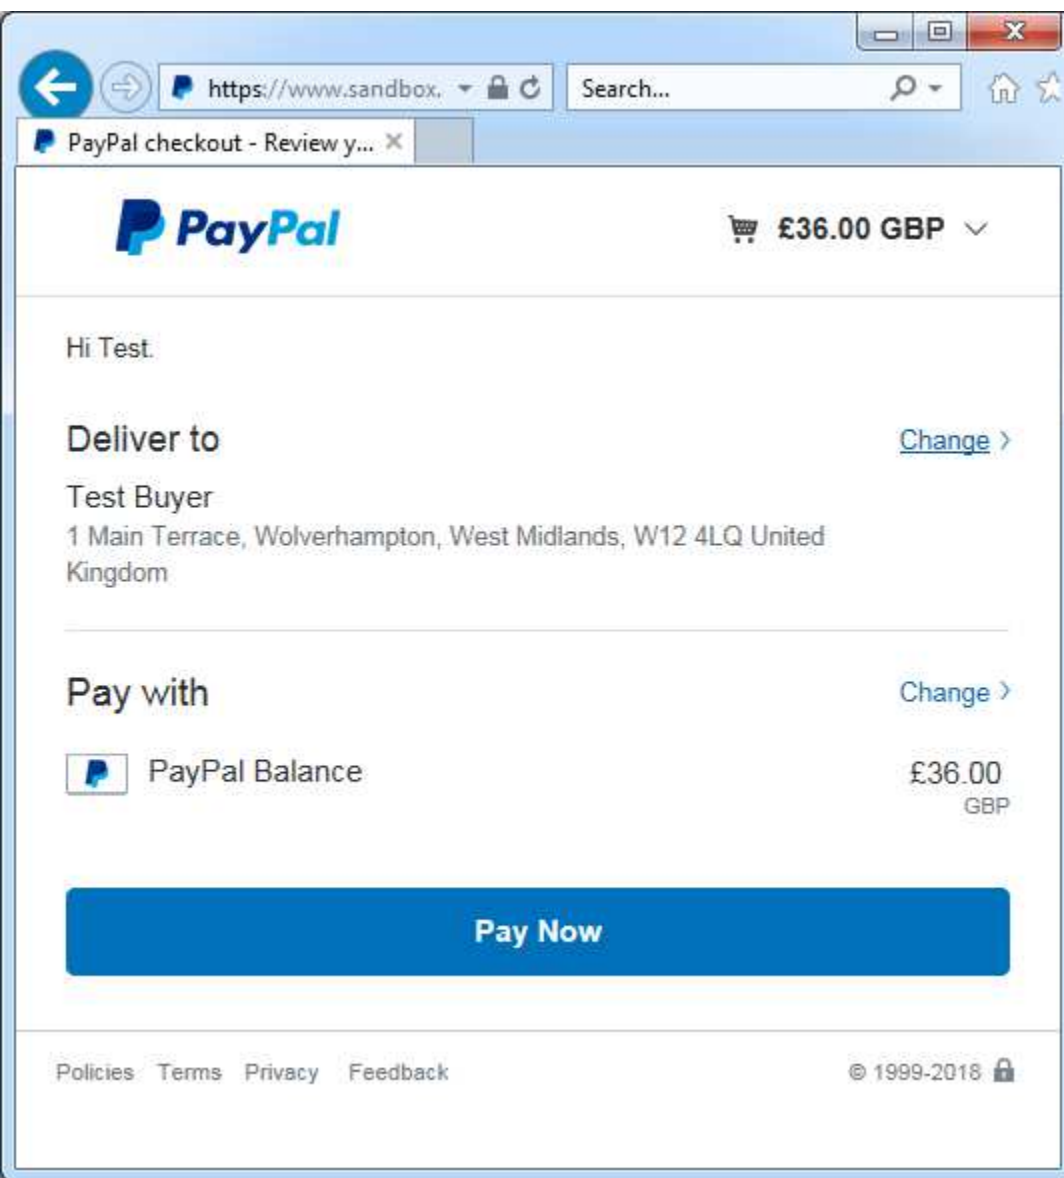 https://www.sandbox.
Search...
PayPal checkout - Review y...
PayPal
£36.00 GBP
Hi Test.
Deliver to
Change
Test Buyer
1 Main Terrace, Wolverhampton, West Midlands, W12 4LQ United
Kingdom
Pay with
Change
PayPal Balance
£36.00
GBP
Pay Now
Policies Terms Privacy Feedback
© 1999-2018